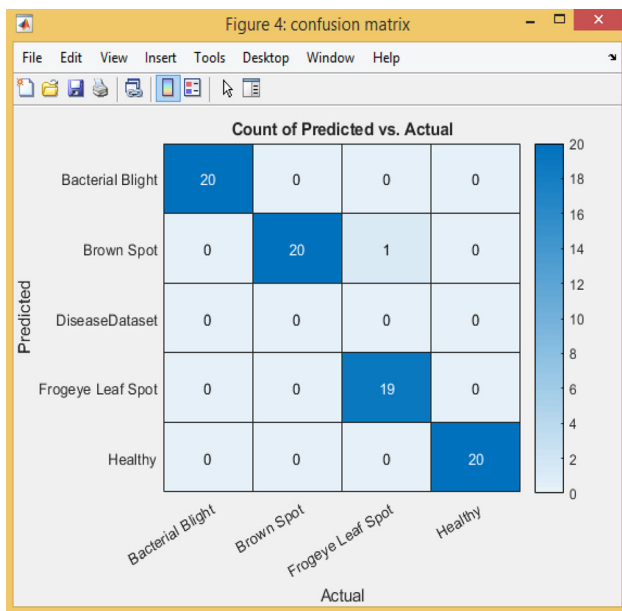 Figure 4: confusion matrix
File Edit View Insert Tools Desktop Window Help
Count of Predicted vs. Actual
Predicted
Bacterial Blight 20 0 0 0
Brown Spot 0 20 1 0
DiseaseDataset 0 0 0 0
Frogeye Leaf Spot 0 0 19 0
Healthy 0 0 0 20
Bacterial Blight Brown Spot Frogeye Leaf Spot Healthy
Actual
20
18
16
14
12
10
8
6
4
2
0